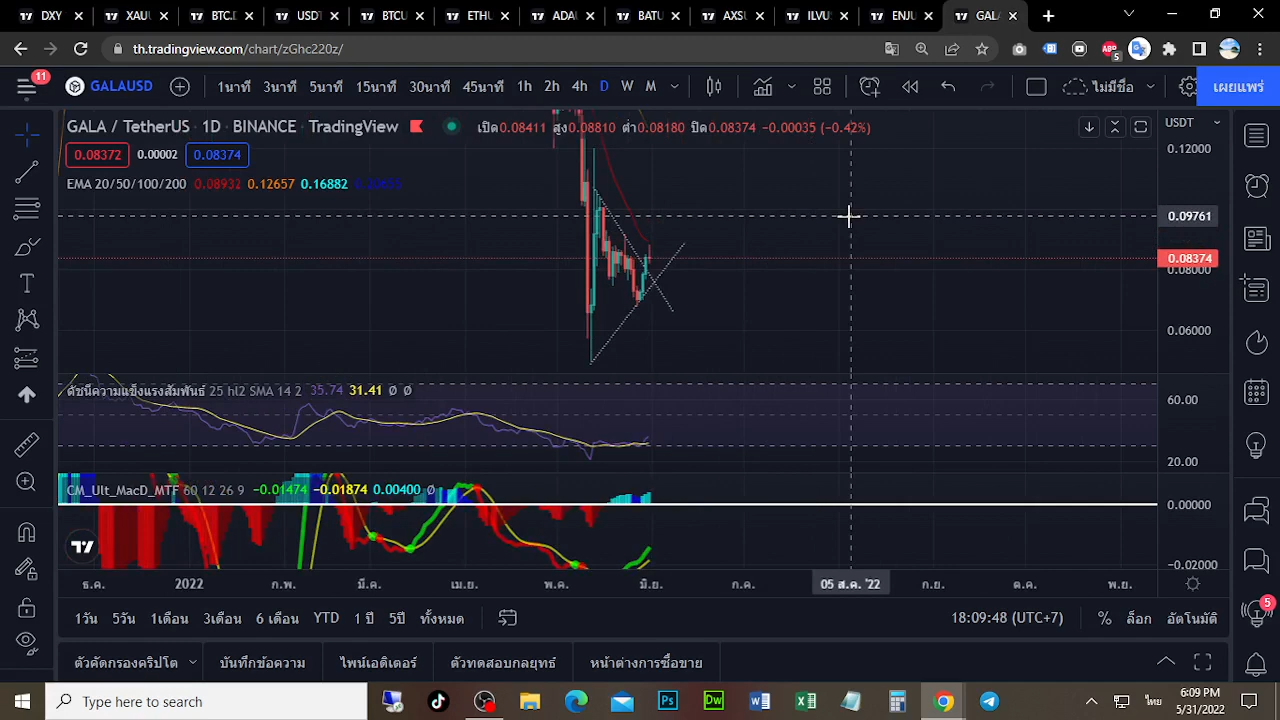 DXY
XAU
BTC.D
USDT
BTCU
ETHU
ADAU
BATU
AXSU
ILVUS
ENJU
GALA
th.tradingview.com/chart/zGhc220z/
5
11
GALAUSD
1นาที 3นาที 5นาที 15นาที 30นาที 45นาที 1h 2h 4h D W M
ไม่มีชื่อ
เผยแพร่
GALA / TetherUS · 1D · BINANCE · TradingView
เปิด0.08411 สูง0.08810 ต่ำ0.08180 ปิด0.08374 −0.00035 (−0.42%)
USDT
0.08372 0.00002 0.08374
EMA 20/50/100/200 0.08932 0.12657 0.16882 0.20655
0.12000
0.09761
0.08374
0.08000
0.06000
ดัชนีความแข็งแรงสัมพันธ์ 25 hl2 SMA 14 2 35.74 31.41 Ø Ø
60.00
20.00
CM_Ult_MacD_MTF 60 12 26 9 −0.01474 −0.01874 0.00400 Ø
0.00000
−0.02000
ธ.ค. 2022 ก.พ. มี.ค. เม.ย. พ.ค. มิ.ย. ก.ค. 05 ส.ค. '22 ก.ย. ต.ค. พ.ย.
1วัน 5วัน 1เดือน 3เดือน 6 เดือน YTD 1 ปี 5ปี ทั้งหมด
18:09:48 (UTC+7) % ล็อก อัตโนมัติ
5
ตัวคัดกรองคริปโต บันทึกข้อความ ไพน์เอดิเตอร์ ตัวทดสอบกลยุทธ์ หน้าต่างการซื้อขาย
Type here to search
Ps
Dw
ไทย
6:09 PM
5/31/2022